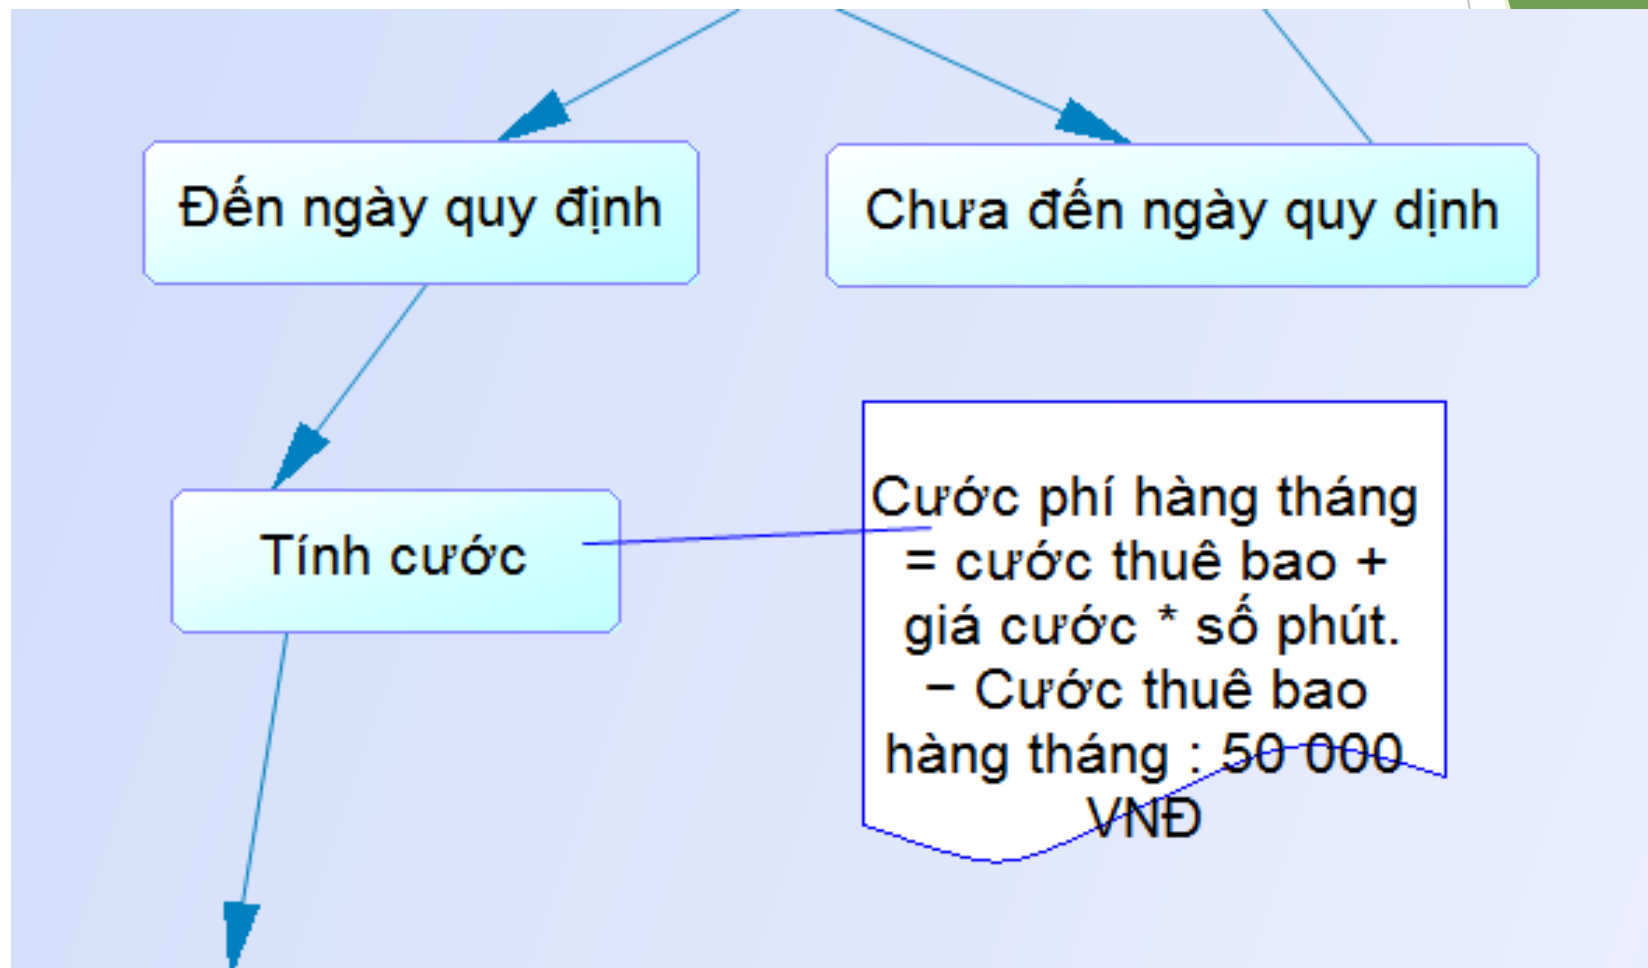 Đến ngày quy định
Chưa đến ngày quy dịnh
Tính cước
Cước phí hàng tháng
= cước thuê bao +
giá cước * số phút.
− Cước thuê bao
hàng tháng : 50 000
VNĐ